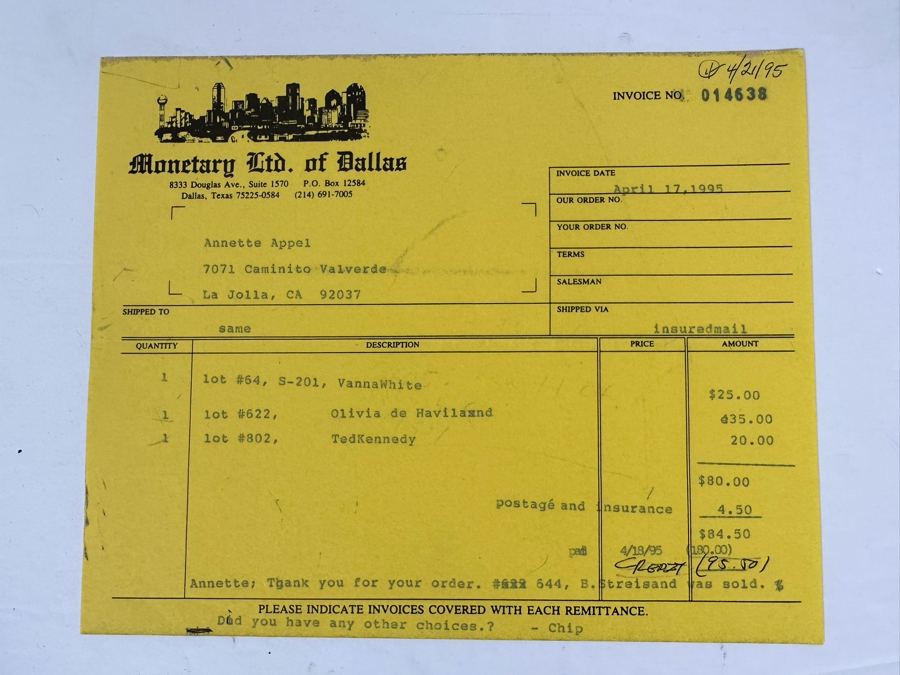 4/21/95
INVOICE NO. 014638
Monetary Ltd. of Dallas
8333 Douglas Ave., Suite 1570 P.O. Box 12584
Dallas, Texas 75225-0584 (214) 691-7005
INVOICE DATE
April 17,1995
OUR ORDER NO.
YOUR ORDER NO.
TERMS
SALESMAN
SHIPPED VIA
insuredmail
Annette Appel
7071 Caminito Valverde
La Jolla, CA 92037
SHIPPED TO
same
QUANTITY DESCRIPTION PRICE AMOUNT
1 lot #64, S-201, VannaWhite $25.00
1 lot #622, Olivia de Havilaxnd 35.00
1 lot #802, TedKennedy 20.00
$80.00
postage and insurance 4.50
$84.50
paid 4/18/95 (180.00)
CREDIT (95.50)
Annette; Thank you for your order. # 644, B.Streisand was sold.
PLEASE INDICATE INVOICES COVERED WITH EACH REMITTANCE.
Did you have any other choices.? - Chip